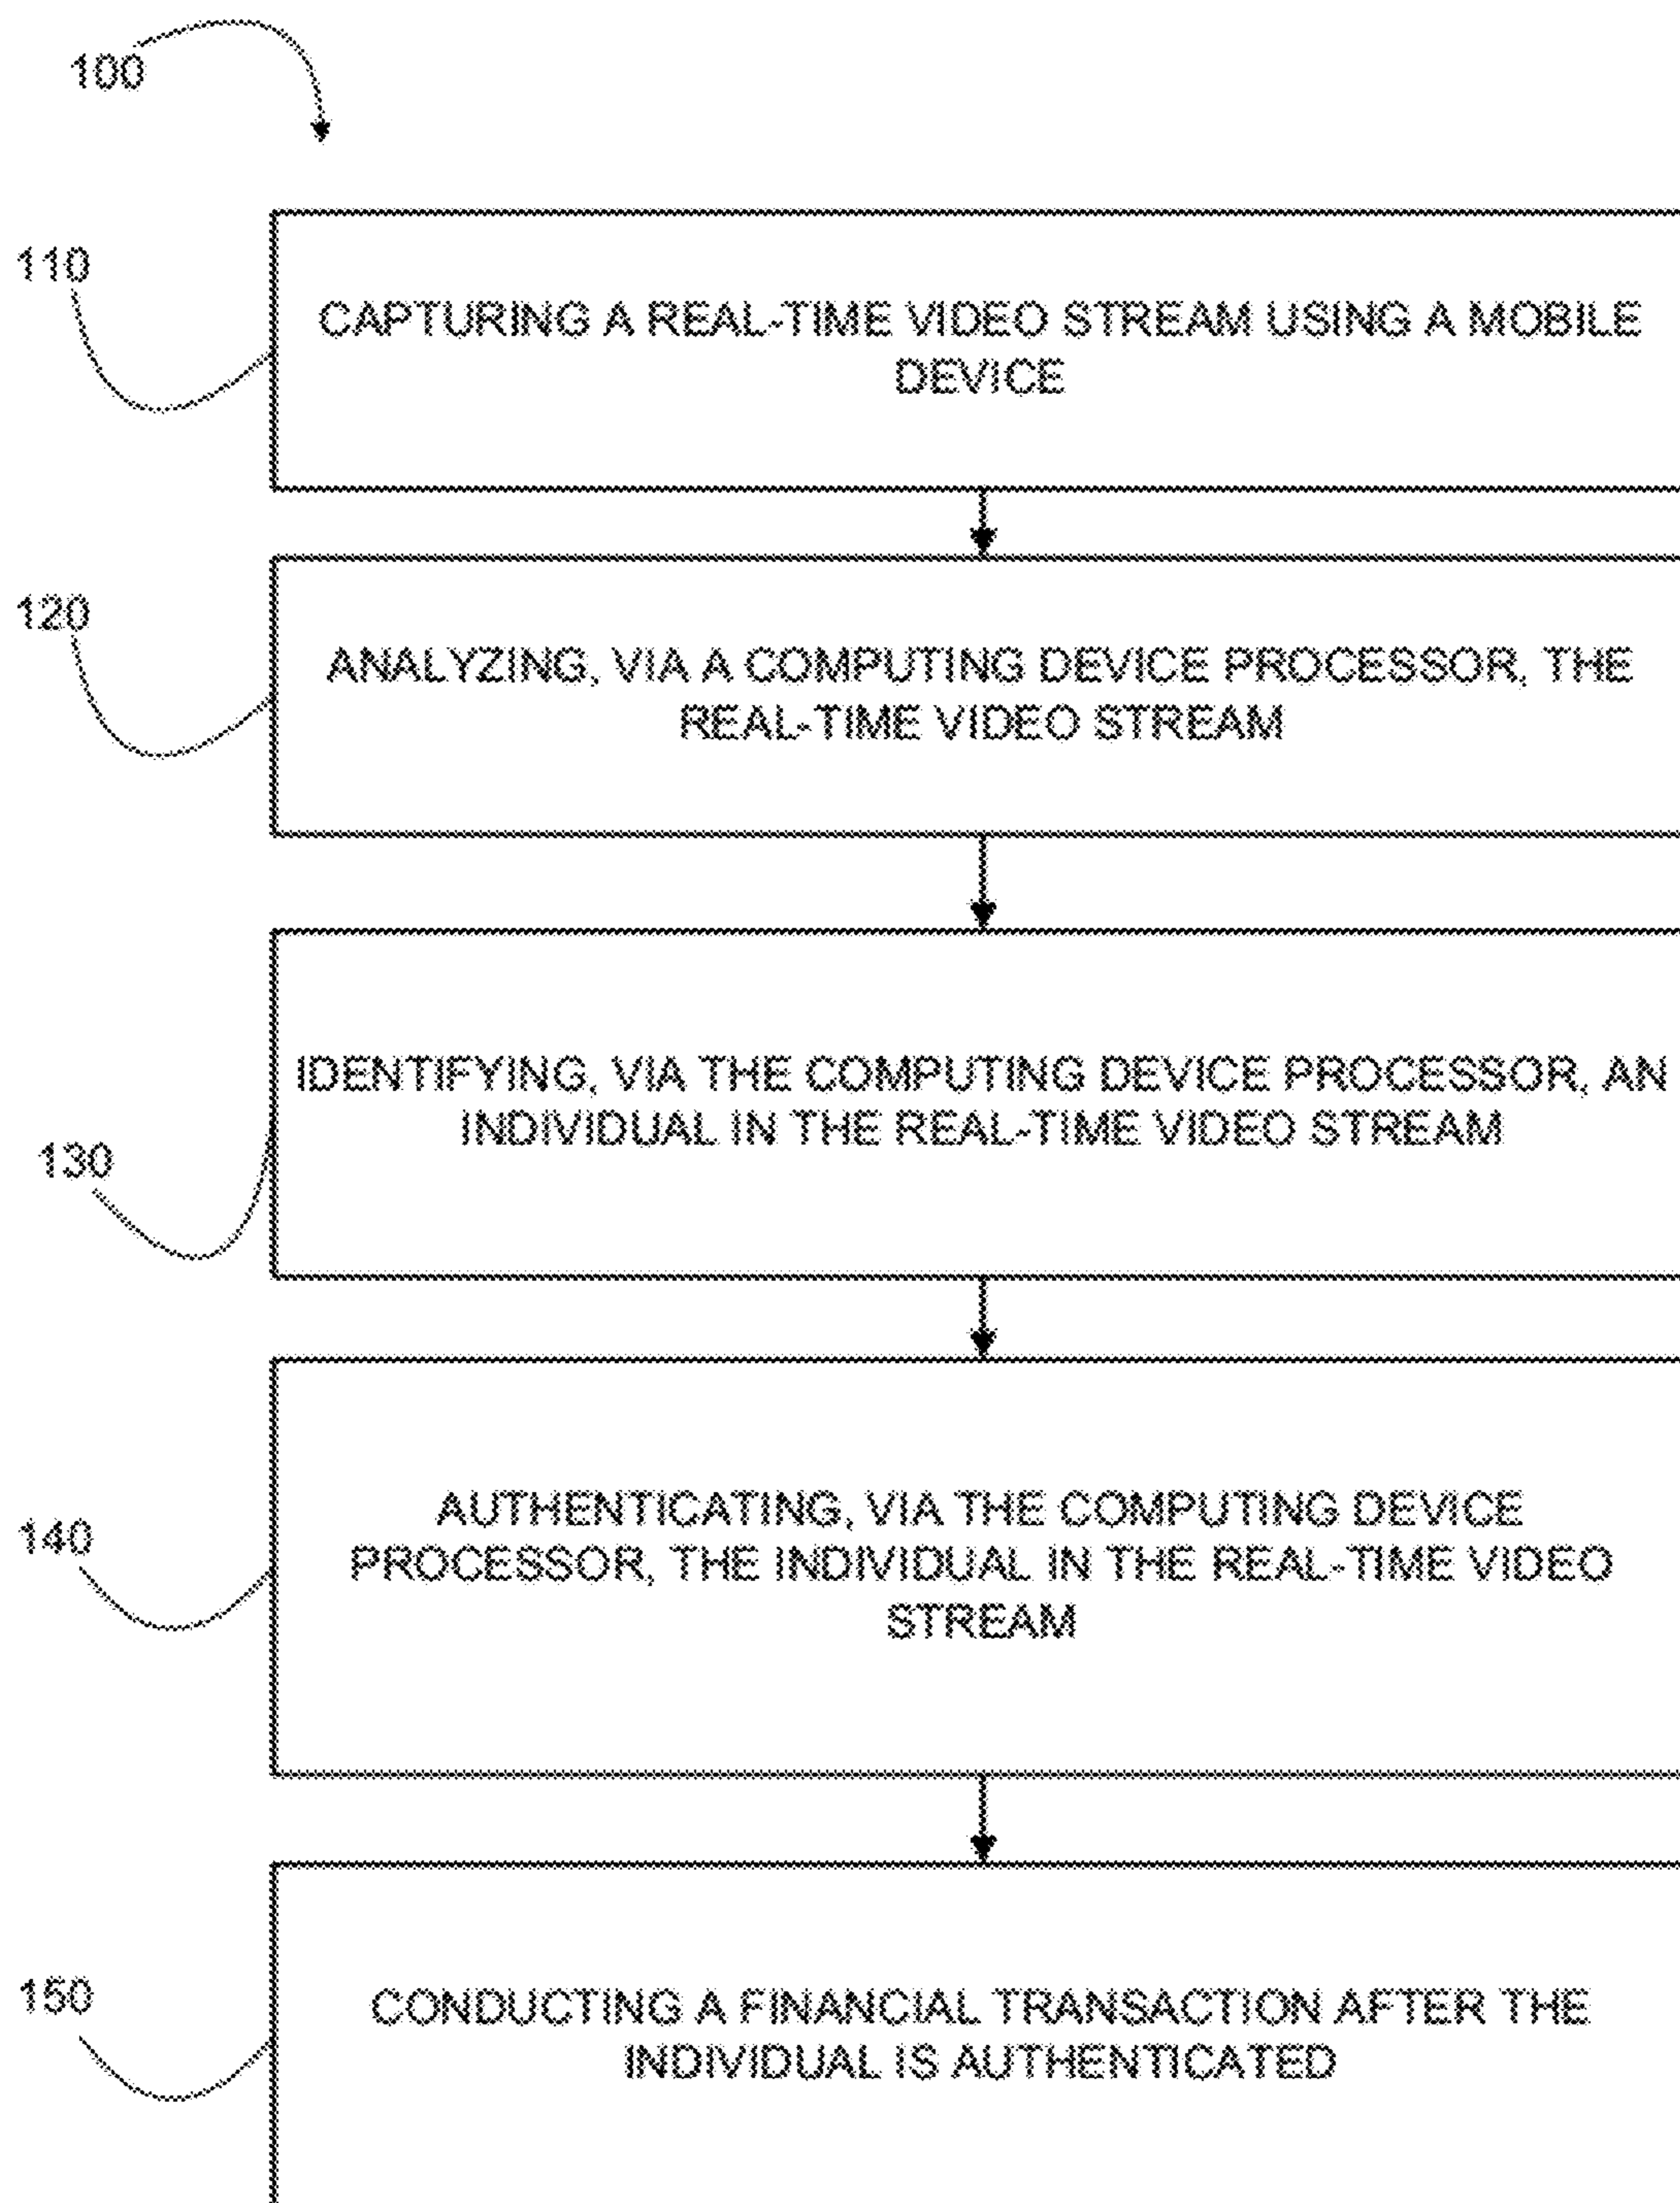 100
110
CAPTURING A REAL-TIME VIDEO STREAM USING A MOBILE
DEVICE
120
ANALYZING, VIA A COMPUTING DEVICE PROCESSOR, THE
REAL-TIME VIDEO STREAM
130
IDENTIFYING, VIA THE COMPUTING DEVICE PROCESSOR, AN
INDIVIDUAL IN THE REAL-TIME VIDEO STREAM
140
AUTHENTICATING, VIA THE COMPUTING DEVICE
PROCESSOR, THE INDIVIDUAL IN THE REAL-TIME VIDEO
STREAM
150
CONDUCTING A FINANCIAL TRANSACTION AFTER THE
INDIVIDUAL IS AUTHENTICATED